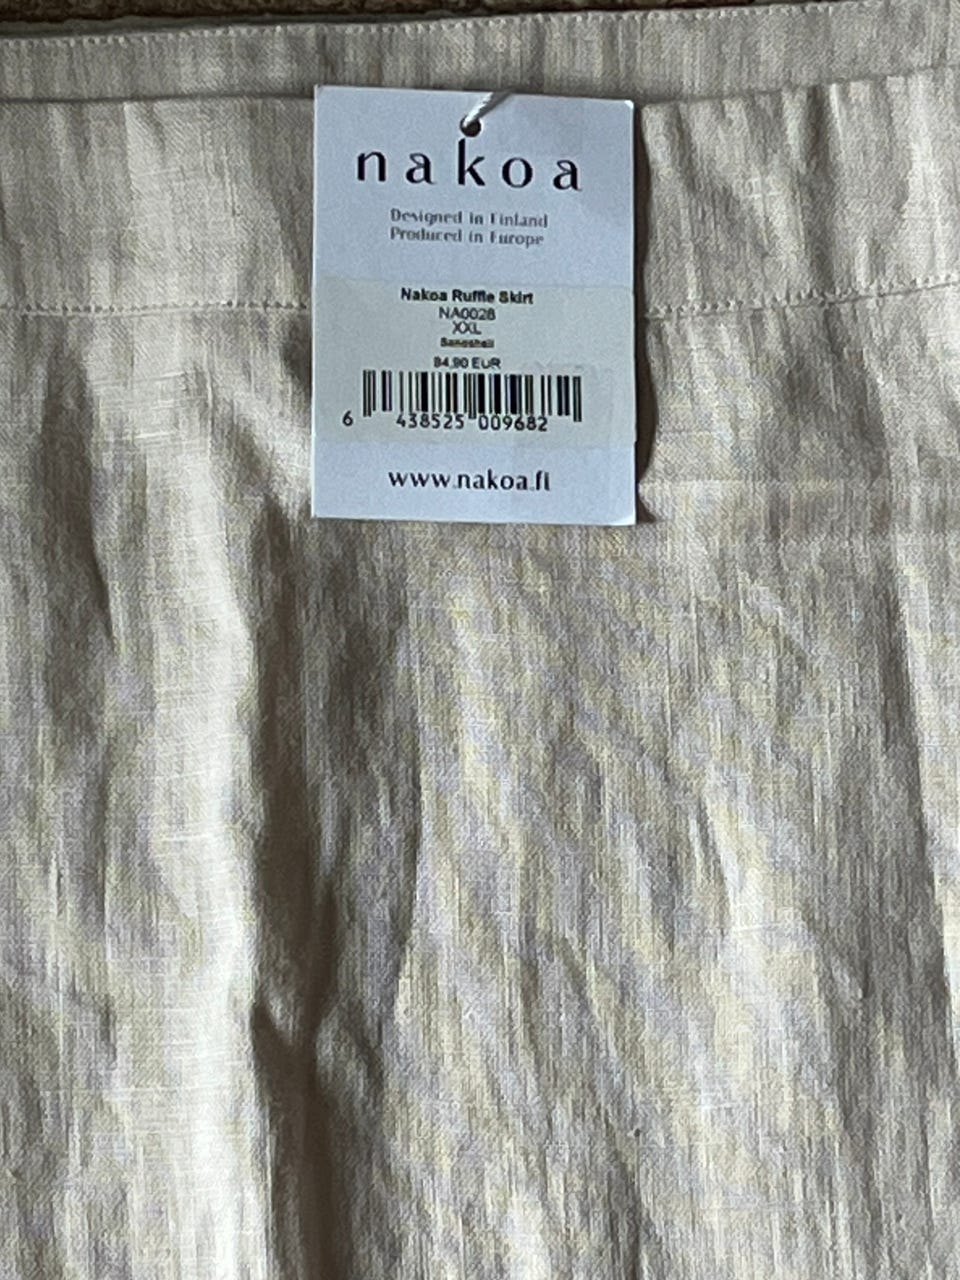 nakoa
Designed in Finland
Produced in Europe
Nakoa Ruffle Skirt
NA0028
XXL
84,90 EUR
6 438525 009682
www.nakoa.fi